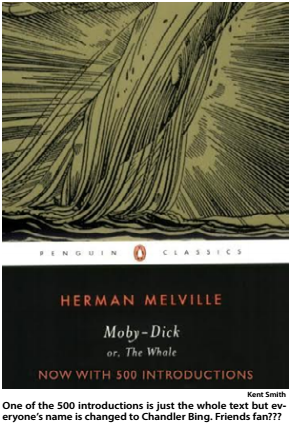 PENGUIN CLASSICS
HERMAN MELVILLE
Moby-Dick
or, The Whale
NOW WITH 500 INTRODUCTIONS
Kent Smith
One of the 500 introductions is just the whole text but ev-
eryone's name is changed to Chandler Bing. Friends fan???